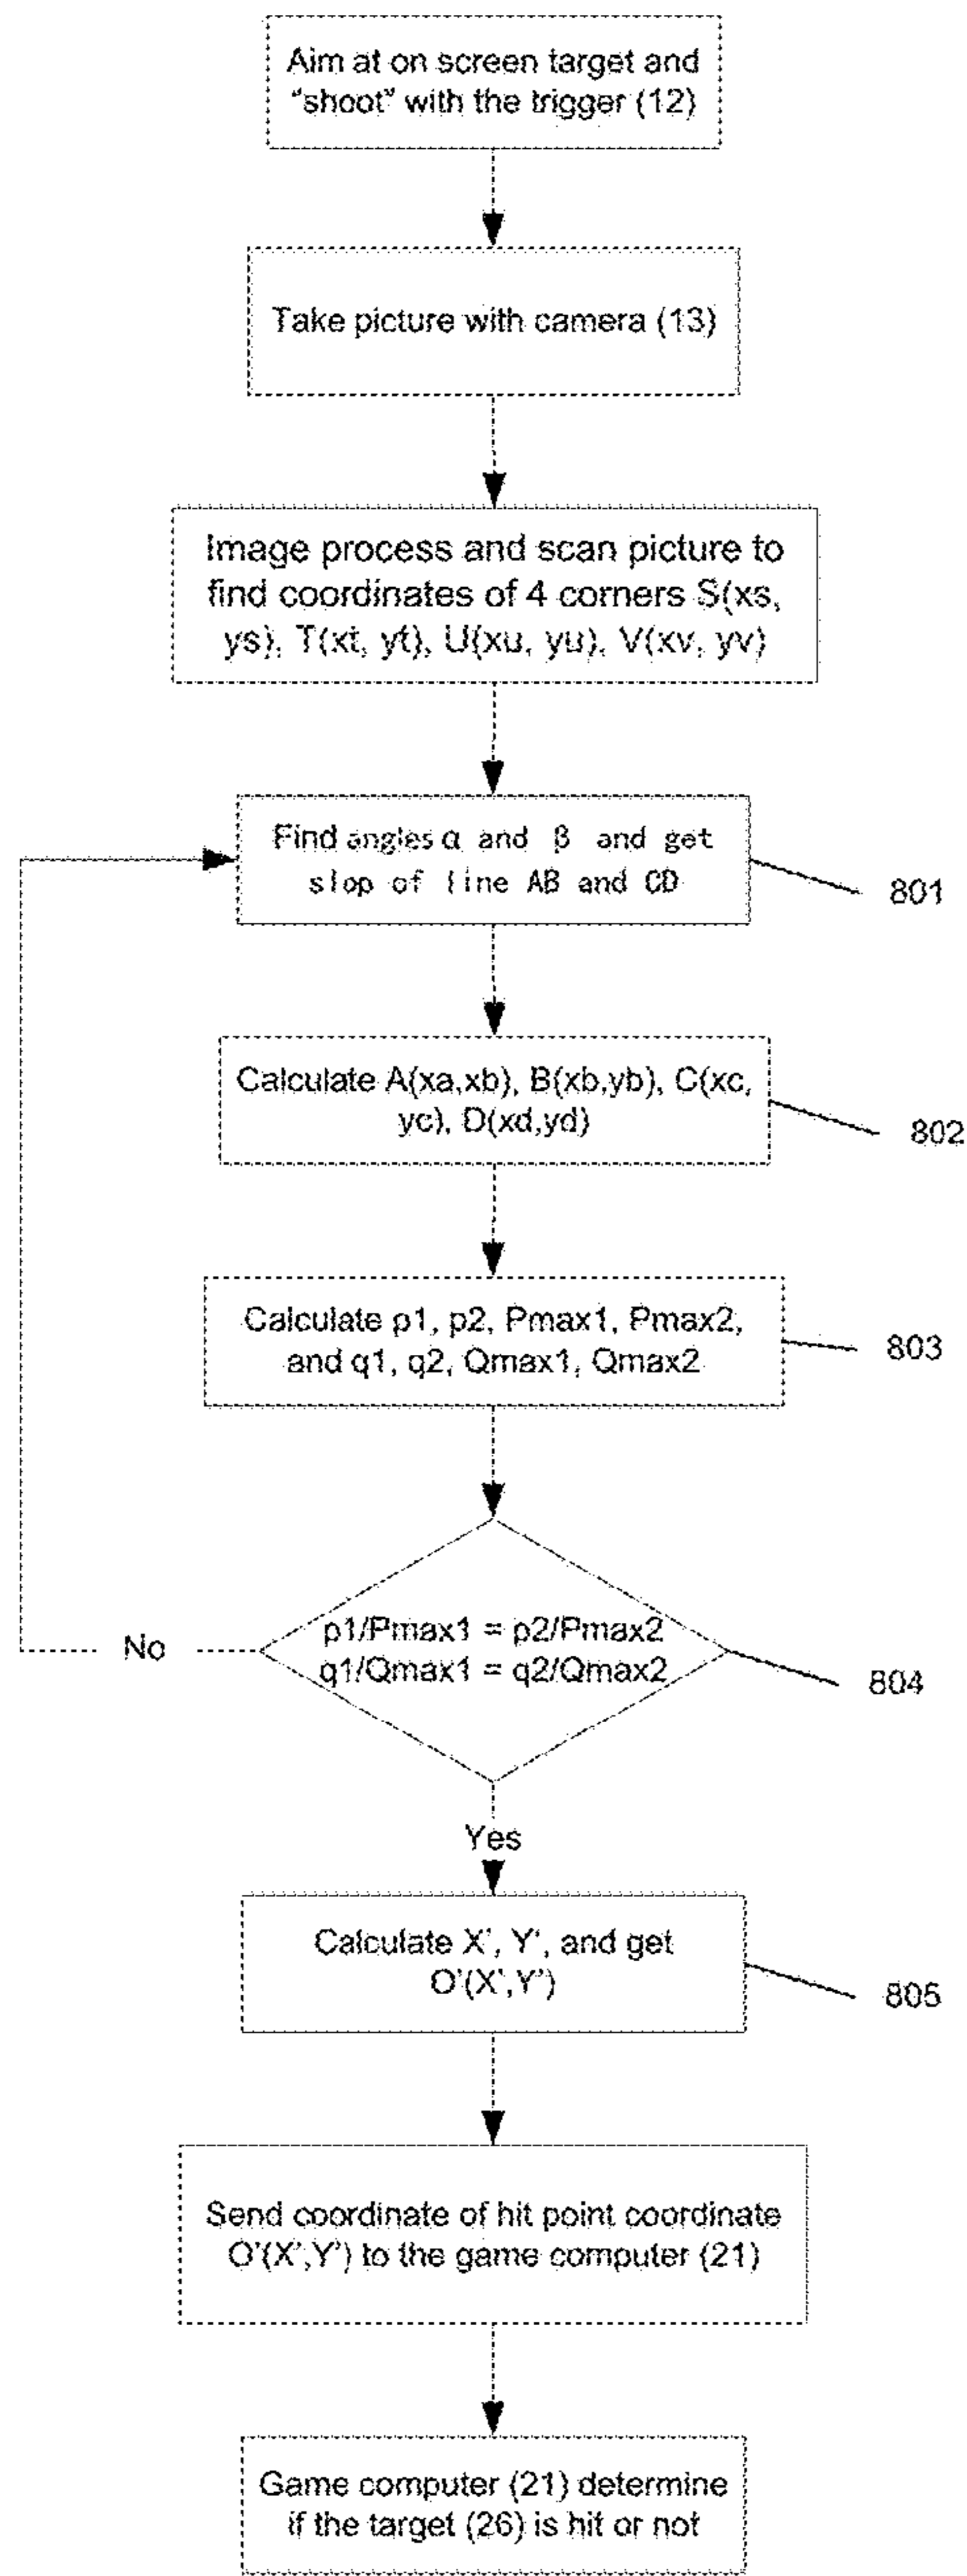 Aim at on screen target and
"shoot" with the trigger (12)
Take picture with camera (13)
Image process and scan picture to
find coordinates of 4 corners S(xs,
ys), T(xt, yt), U(xu, yu), V(xv, yv)
Find angles α and β and get
slop of line AB and CD
801
Calculate A(xa,xb), B(xb,yb), C(xc,
yc), D(xd,yd)
802
Calculate p1, p2, Pmax1, Pmax2,
and q1, q2, Qmax1, Qmax2
803
p1/Pmax1 = p2/Pmax2
q1/Qmax1 = q2/Qmax2
No
804
Yes
Calculate X', Y', and get
O'(X',Y')
805
Send coordinate of hit point coordinate
O'(X',Y') to the game computer (21)
Game computer (21) determine
if the target (26) is hit or not